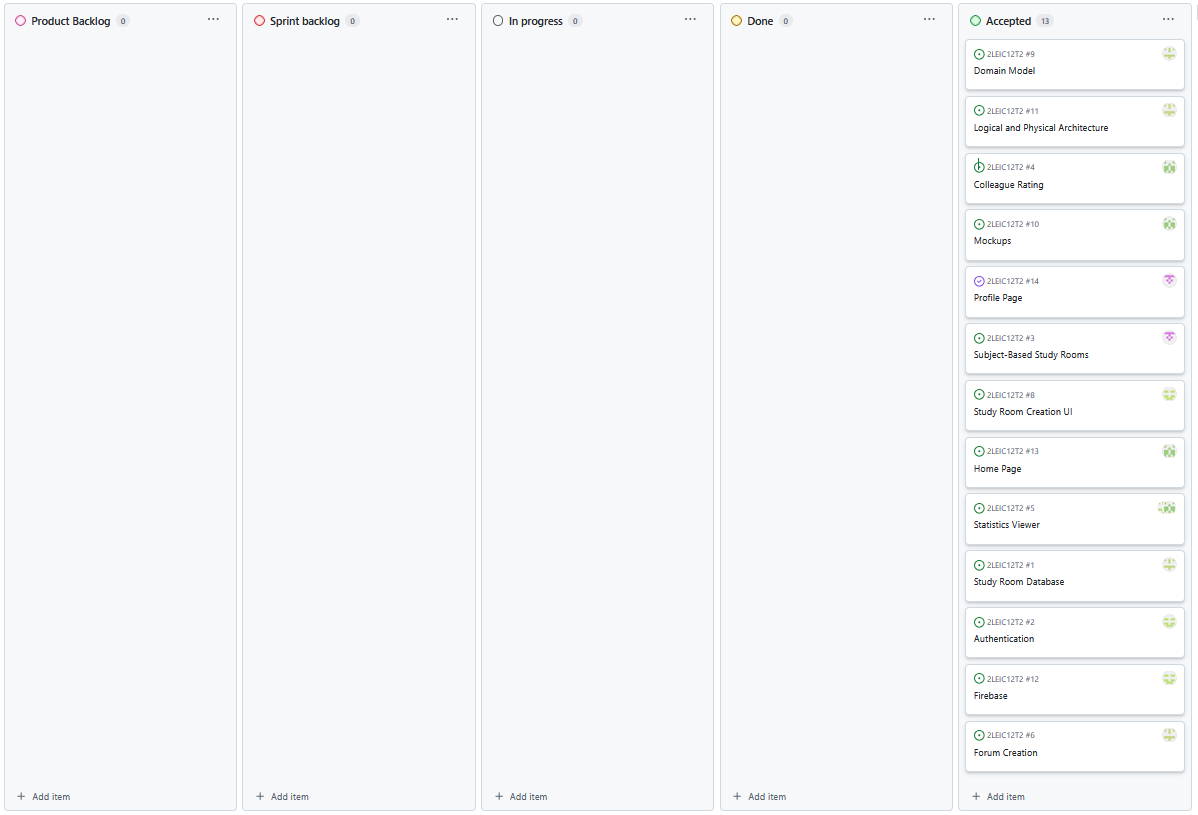 Product Backlog 0 ...
Sprint backlog 0 ...
In progress 0 ...
Done 0 ...
Accepted 13 ...
2LEIC12T2 #9
Domain Model
2LEIC12T2 #11
Logical and Physical Architecture
2LEIC12T2 #4
Colleague Rating
2LEIC12T2 #10
Mockups
2LEIC12T2 #14
Profile Page
2LEIC12T2 #3
Subject-Based Study Rooms
2LEIC12T2 #8
Study Room Creation UI
2LEIC12T2 #13
Home Page
2LEIC12T2 #5
Statistics Viewer
2LEIC12T2 #1
Study Room Database
2LEIC12T2 #2
Authentication
2LEIC12T2 #12
Firebase
2LEIC12T2 #6
Forum Creation
+ Add item
+ Add item
+ Add item
+ Add item
+ Add item